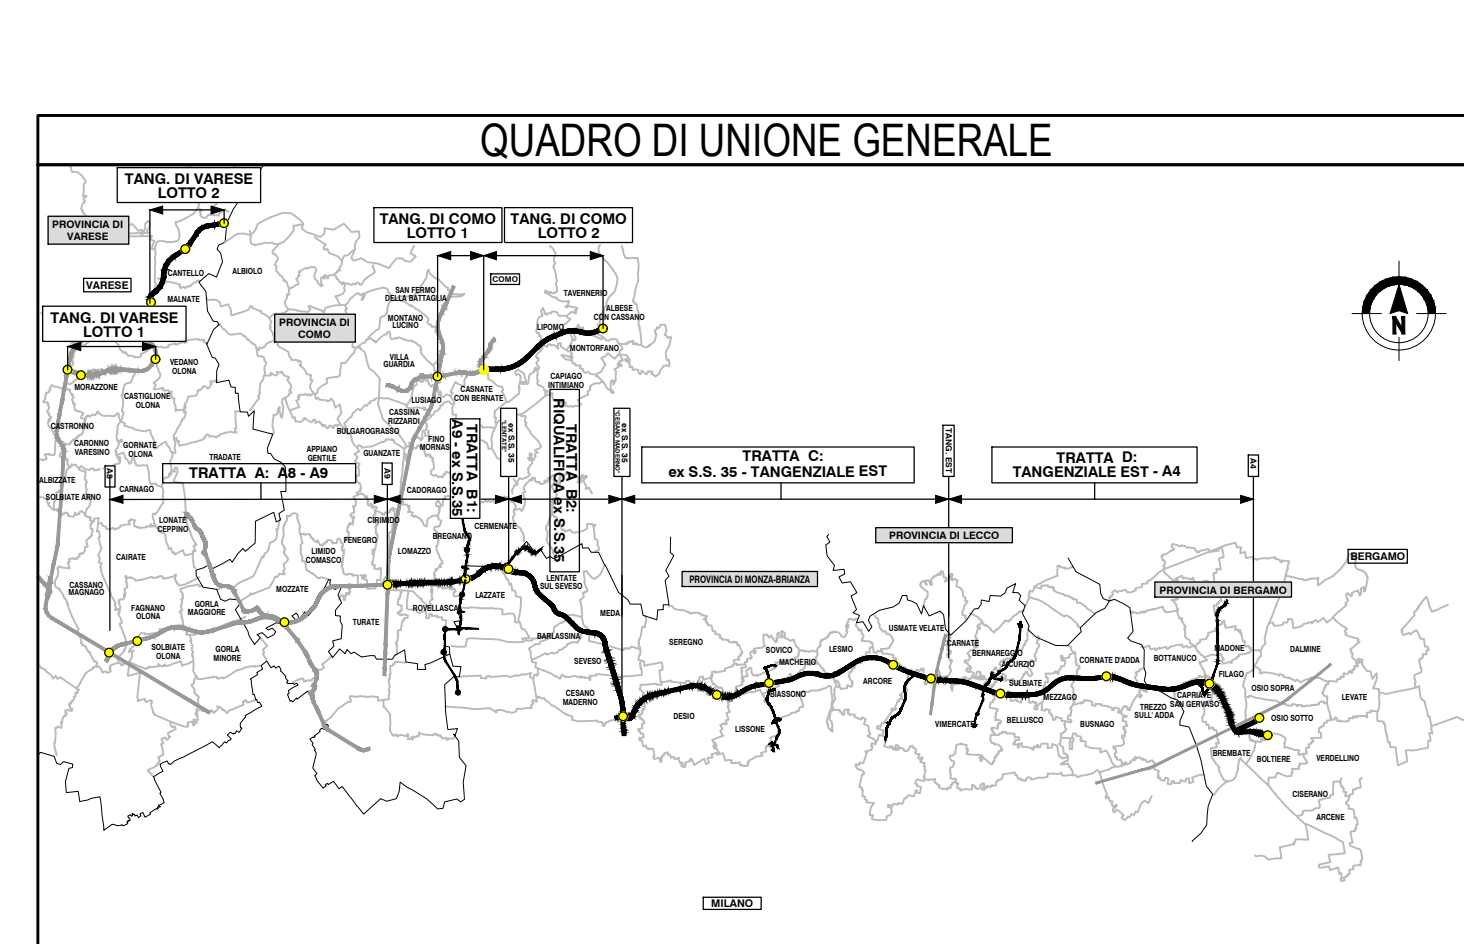 QUADRO DI UNIONE GENERALE
TANG. DI VARESE
LOTTO 2
PROVINCIA DI
VARESE
TANG. DI COMO
LOTTO 1
TANG. DI COMO
LOTTO 2
CANTELLO
ALBIOLO
VARESE
MALNATE
COMO
SAN FERMO
DELLA BATTAGLIA
TAVERNERIO
ALBESE
CON CASSANO
TANG. DI VARESE
LOTTO 1
PROVINCIA DI
COMO
MONTANO
LUCINO
LIPOMO
MONTORFANO
N
VILLA
GUARDIA
VEDANO
OLONA
MORAZZONE
CASTIGLIONE
OLONA
CAPIAGO
INTIMIANO
CASNATE
CON BERNATE
LUSIAGO
CASSINA
RIZZARDI
CASTRONNO
BULGAROGRASSO
FINO
MORNAS
CARONNO
VARESINO
GORNATE
OLONA
APPIANO
GENTILE
GUANZATE
TRADATE
A8
TRATTA A: A8 - A9
A9
TRATTA B1:
A9 - ex S.S.35
ex S.S. 35
"LENTATE"
TRATTA B2:
RIQUALIFICA ex S.S.35
ex S.S. 35
"CESANO MADERNO"
TRATTA C:
ex S.S. 35 - TANGENZIALE EST
TANG. EST
TRATTA D:
TANGENZIALE EST - A4
A4
ALBIZZATE
SOLBIATE ARNO
CARNAGO
CADORAGO
LONATE
CEPPINO
CIRIMIDO
CERMENATE
FENEGRO
BREGNANO
PROVINCIA DI LECCO
CAIRATE
LIMIDO
COMASCO
LOMAZZO
BERGAMO
CASSANO
MAGNAGO
MOZZATE
LENTATE
SUL SEVESO
PROVINCIA DI MONZA-BRIANZA
PROVINCIA DI BERGAMO
LAZZATE
FAGNANO
OLONA
GORLA
MAGGIORE
ROVELLASCA
MEDA
TURATE
BARLASSINA
SEREGNO
USMATE VELATE
CARNATE
SOLBIATE
OLONA
GORLA
MINORE
SOVICO
LESMO
BERNAREGGIO
MADONE
DALMINE
SEVESO
MACHERIO
AICURZIO
CORNATE D'ADDA
BOTTANUCO
FILAGO
ARCORE
SULBIATE
OSIO SOPRA
CESANO
MADERNO
BIASSONO
MEZZAGO
CAPRIATE
SAN GERVASO
LEVATE
DESIO
LISSONE
VIMERCATE
BELLUSCO
BUSNAGO
TREZZO
SULL' ADDA
OSIO SOTTO
BREMBATE
BOLTIERE
VERDELLINO
CISERANO
ARCENE
MILANO